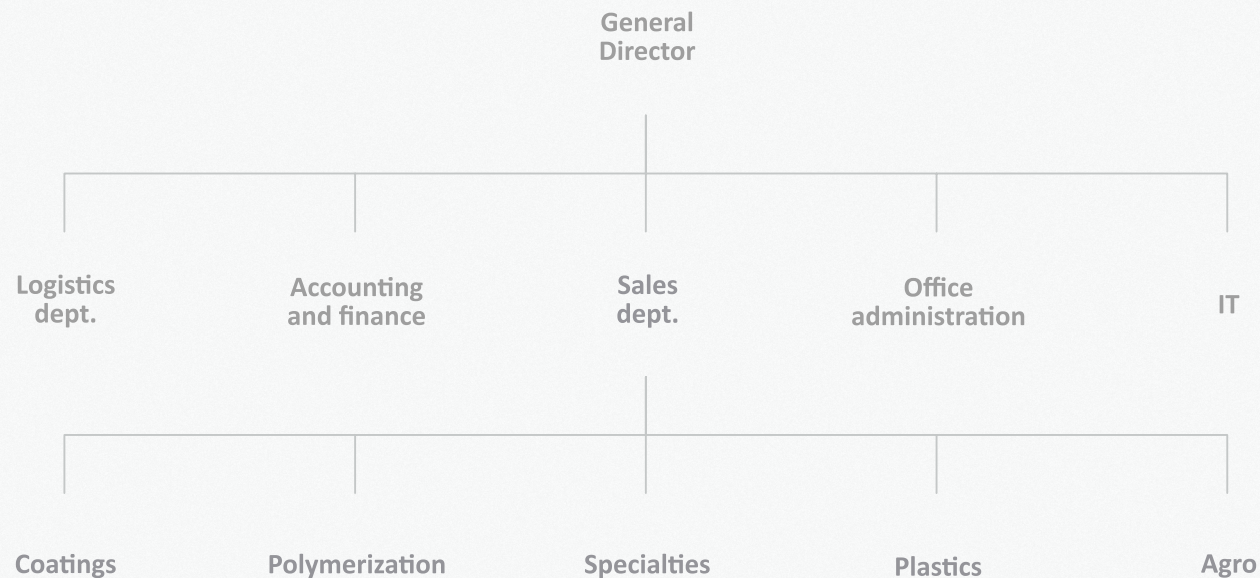 General
Director
Logistics
dept.
Accounting
and finance
Sales
dept.
Office
administration
IT
Coatings
Polymerization
Specialties
Plastics
Agro